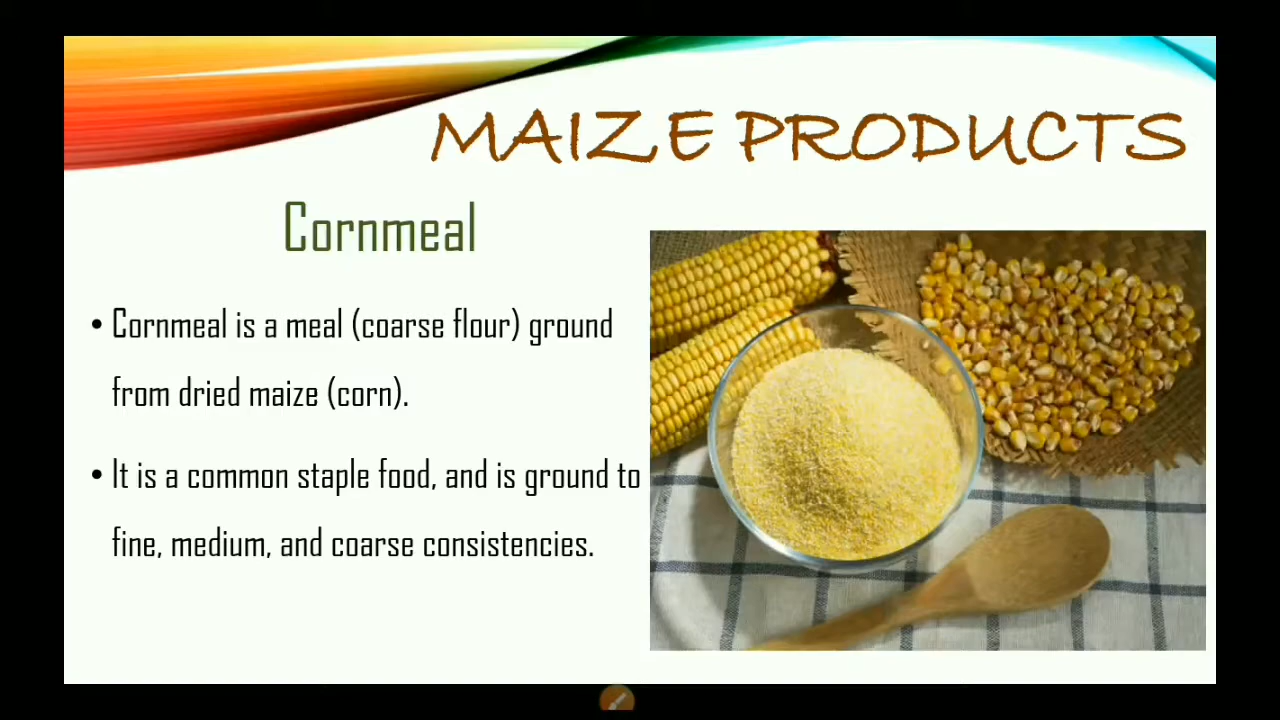 MAIZE PRODUCTS
Cornmeal
• Cornmeal is a meal (coarse flour) ground
from dried maize (corn).
• It is a common staple food, and is ground to
fine, medium, and coarse consistencies.